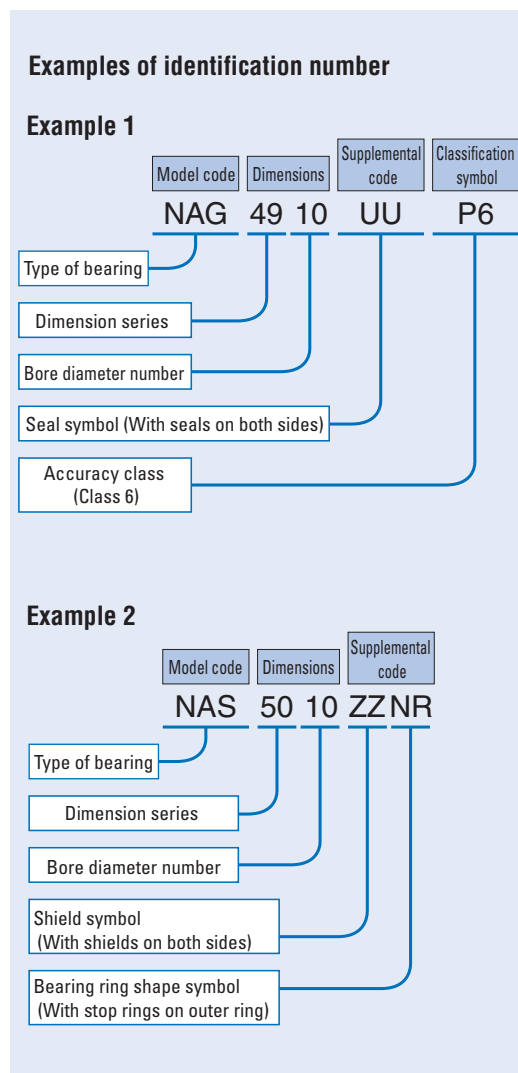 Examples of identification number
Example 1
Model code
Dimensions
Supplemental
code
Classification
symbol
NAG 49 10 UU P6
Type of bearing
Dimension series
Bore diameter number
Seal symbol (With seals on both sides)
Accuracy class
(Class 6)
Example 2
Model code
Dimensions
Supplemental
code
NAS 50 10 ZZ NR
Type of bearing
Dimension series
Bore diameter number
Shield symbol
(With shields on both sides)
Bearing ring shape symbol
(With stop rings on outer ring)